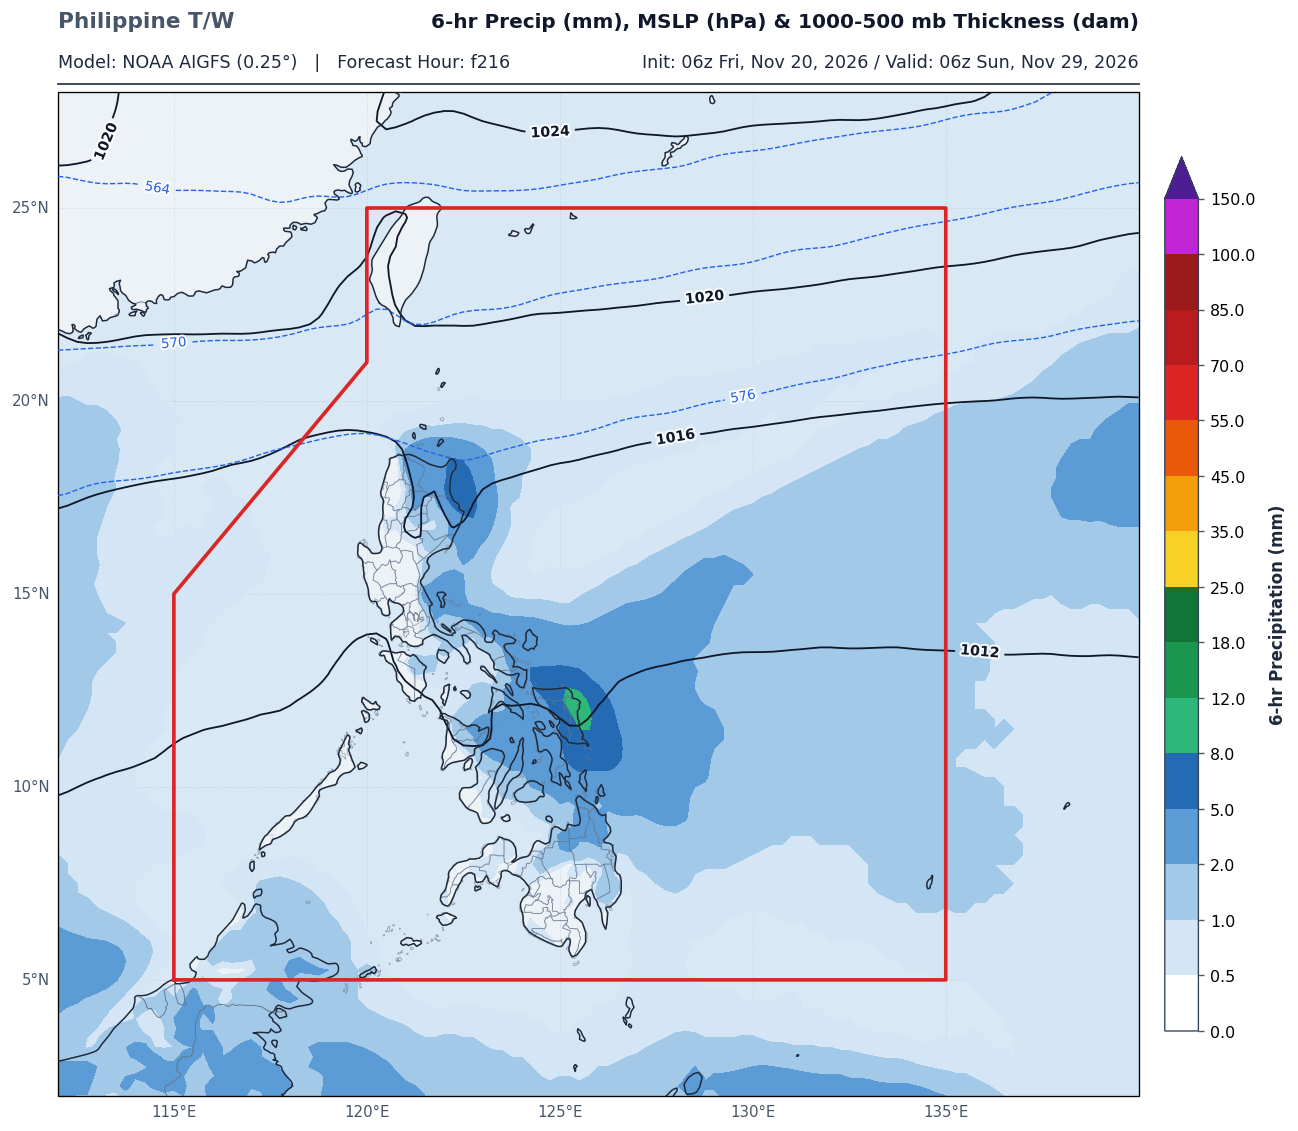 Philippine T/W
6-hr Precip (mm), MSLP (hPa) & 1000-500 mb Thickness (dam)
Model: NOAA AIGFS (0.25°) | Forecast Hour: f216
Init: 06z Fri, Nov 20, 2026 / Valid: 06z Sun, Nov 29, 2026
1020
1024
564
25°N
1020
570
20°N
576
1016
15°N
1012
10°N
5°N
115°E
120°E
125°E
130°E
135°E
150.0
100.0
85.0
70.0
55.0
45.0
35.0
25.0
18.0
12.0
8.0
5.0
2.0
1.0
0.5
0.0
6-hr Precipitation (mm)